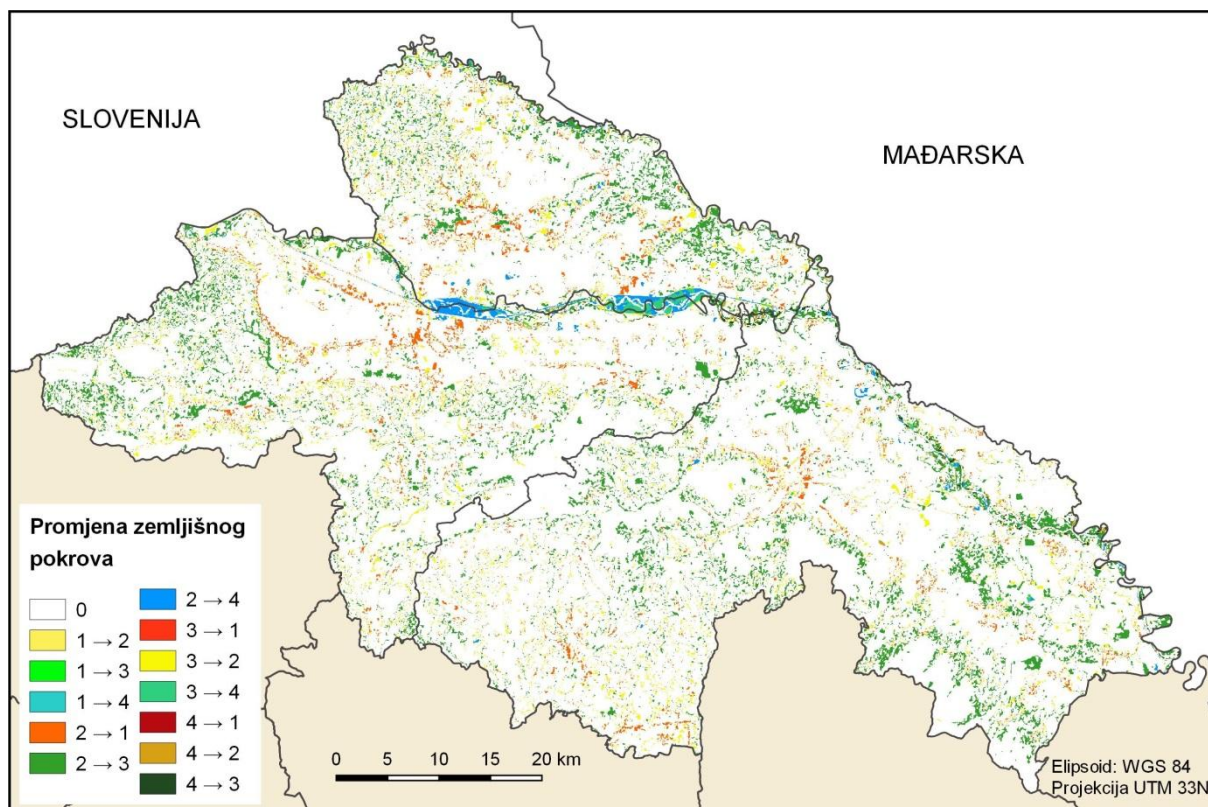 SLOVENIJA
MAĐARSKA
Promjena zemljišnog
pokrova
0
1 → 2
1 → 3
1 → 4
2 → 1
2 → 3
2 → 4
3 → 1
3 → 2
3 → 4
4 → 1
4 → 2
4 → 3
0 5 10 15 20 km
Elipsoid: WGS 84
Projekcija UTM 33N